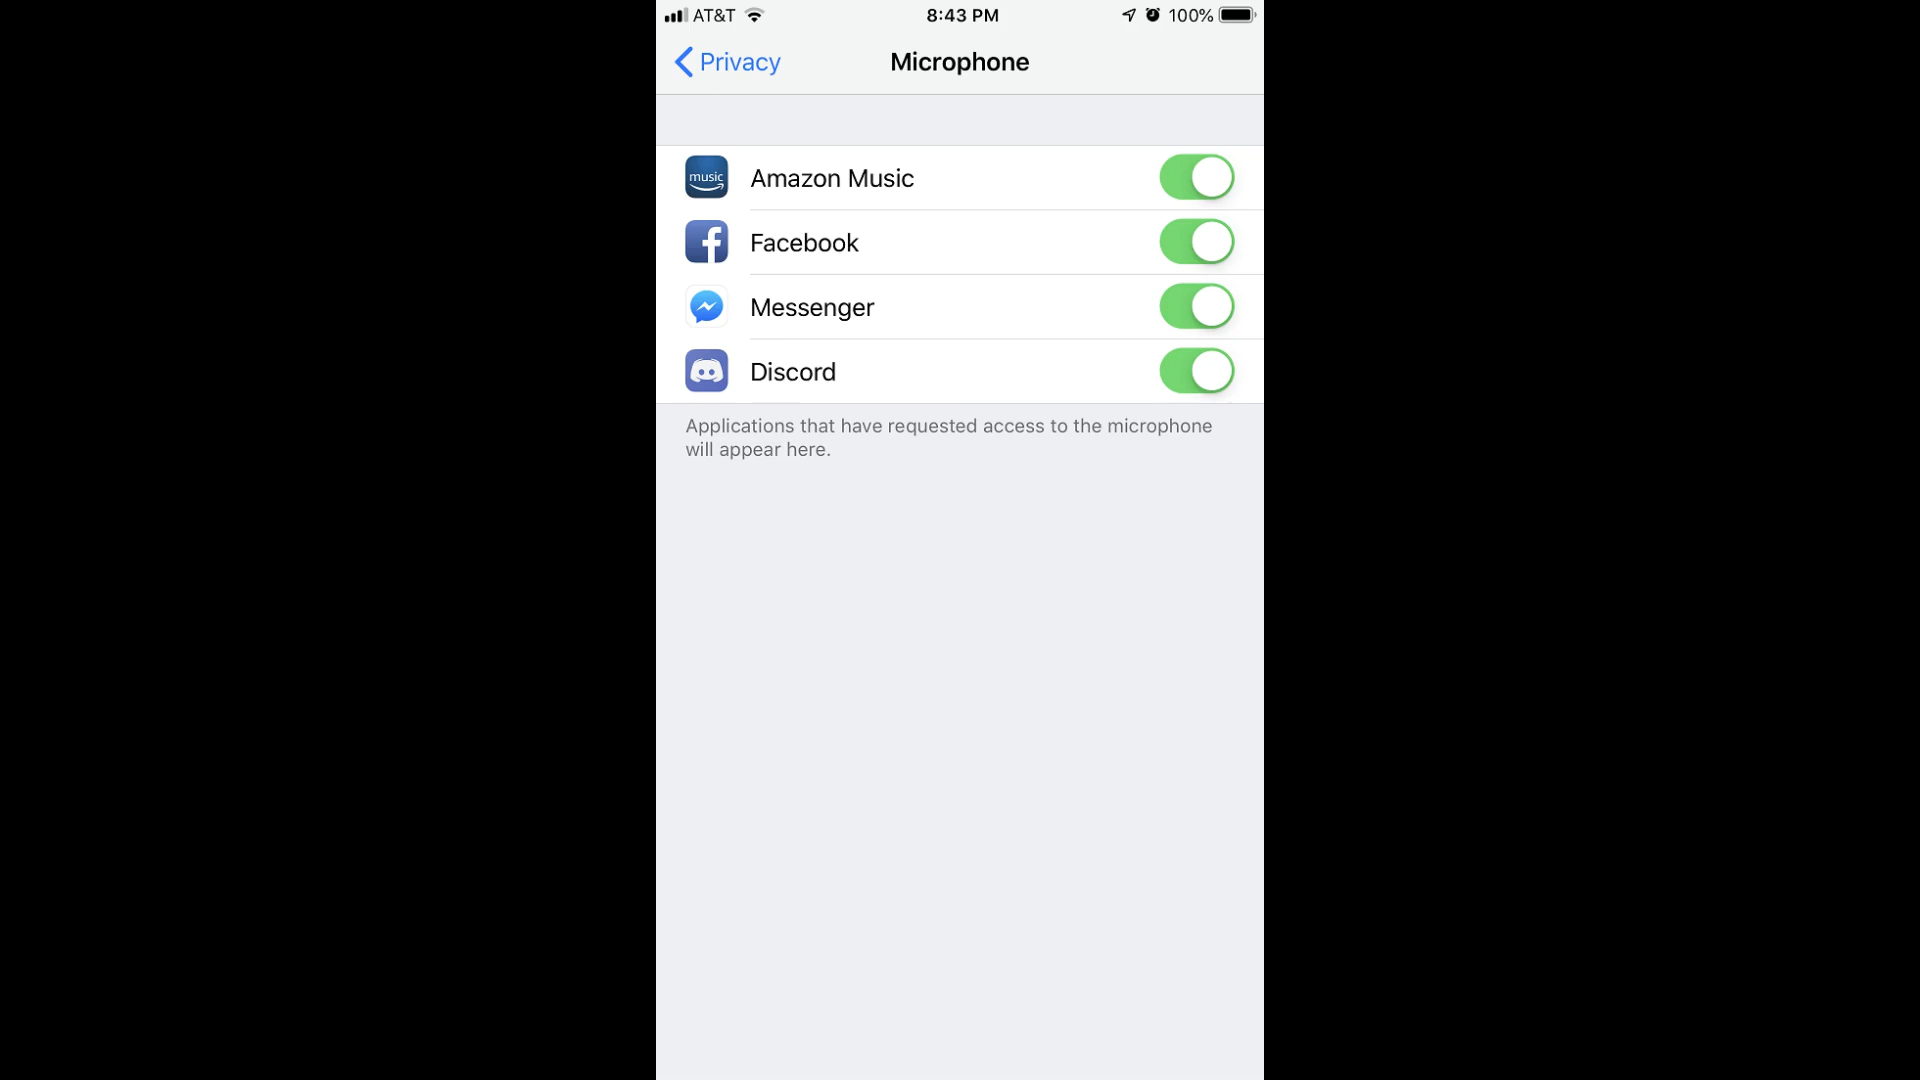 AT&T 8:43 PM 100%
Privacy Microphone
music Amazon Music
Facebook
Messenger
Discord
Applications that have requested access to the microphone
will appear here.